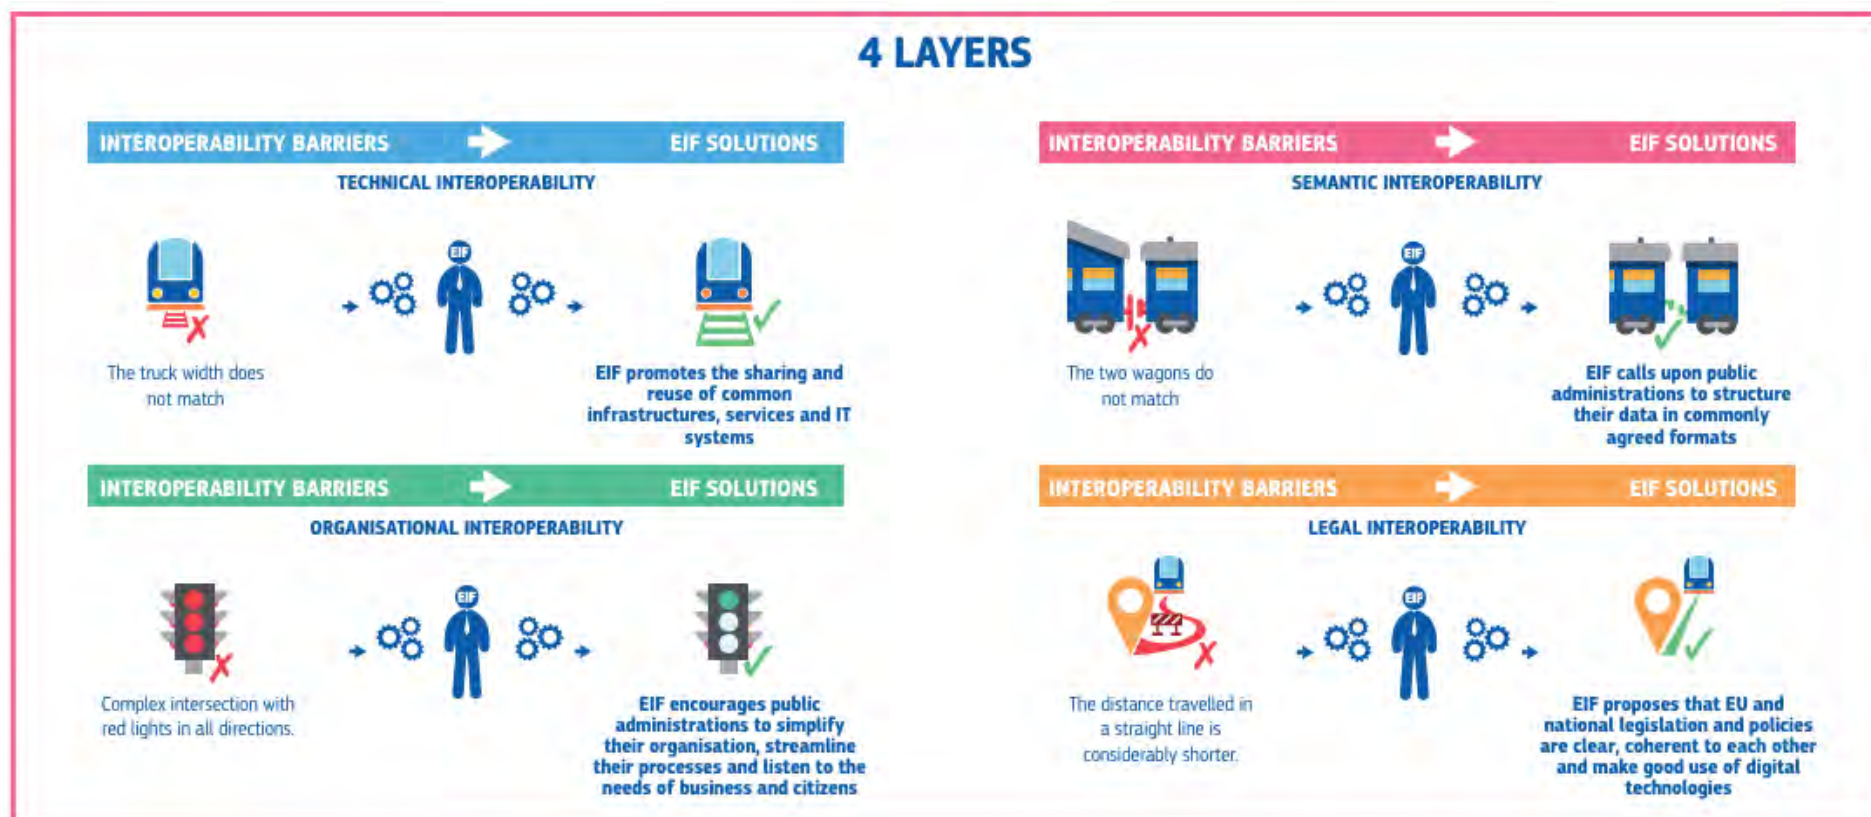 4 LAYERS
INTEROPERABILITY BARRIERS EIF SOLUTIONS
TECHNICAL INTEROPERABILITY
EIF
The truck width does
not match
EIF promotes the sharing and
reuse of common
infrastructures, services and IT
systems
INTEROPERABILITY BARRIERS EIF SOLUTIONS
SEMANTIC INTEROPERABILITY
EIF
The two wagons do
not match
EIF calls upon public
administrations to structure
their data in commonly
agreed formats
INTEROPERABILITY BARRIERS EIF SOLUTIONS
ORGANISATIONAL INTEROPERABILITY
EIF
Complex intersection with
red lights in all directions.
EIF encourages public
administrations to simplify
their organisation, streamline
their processes and listen to the
needs of business and citizens
INTEROPERABILITY BARRIERS EIF SOLUTIONS
LEGAL INTEROPERABILITY
EIF
The distance travelled in
a straight line is
considerably shorter.
EIF proposes that EU and
national legislation and policies
are clear, coherent to each other
and make good use of digital
technologies